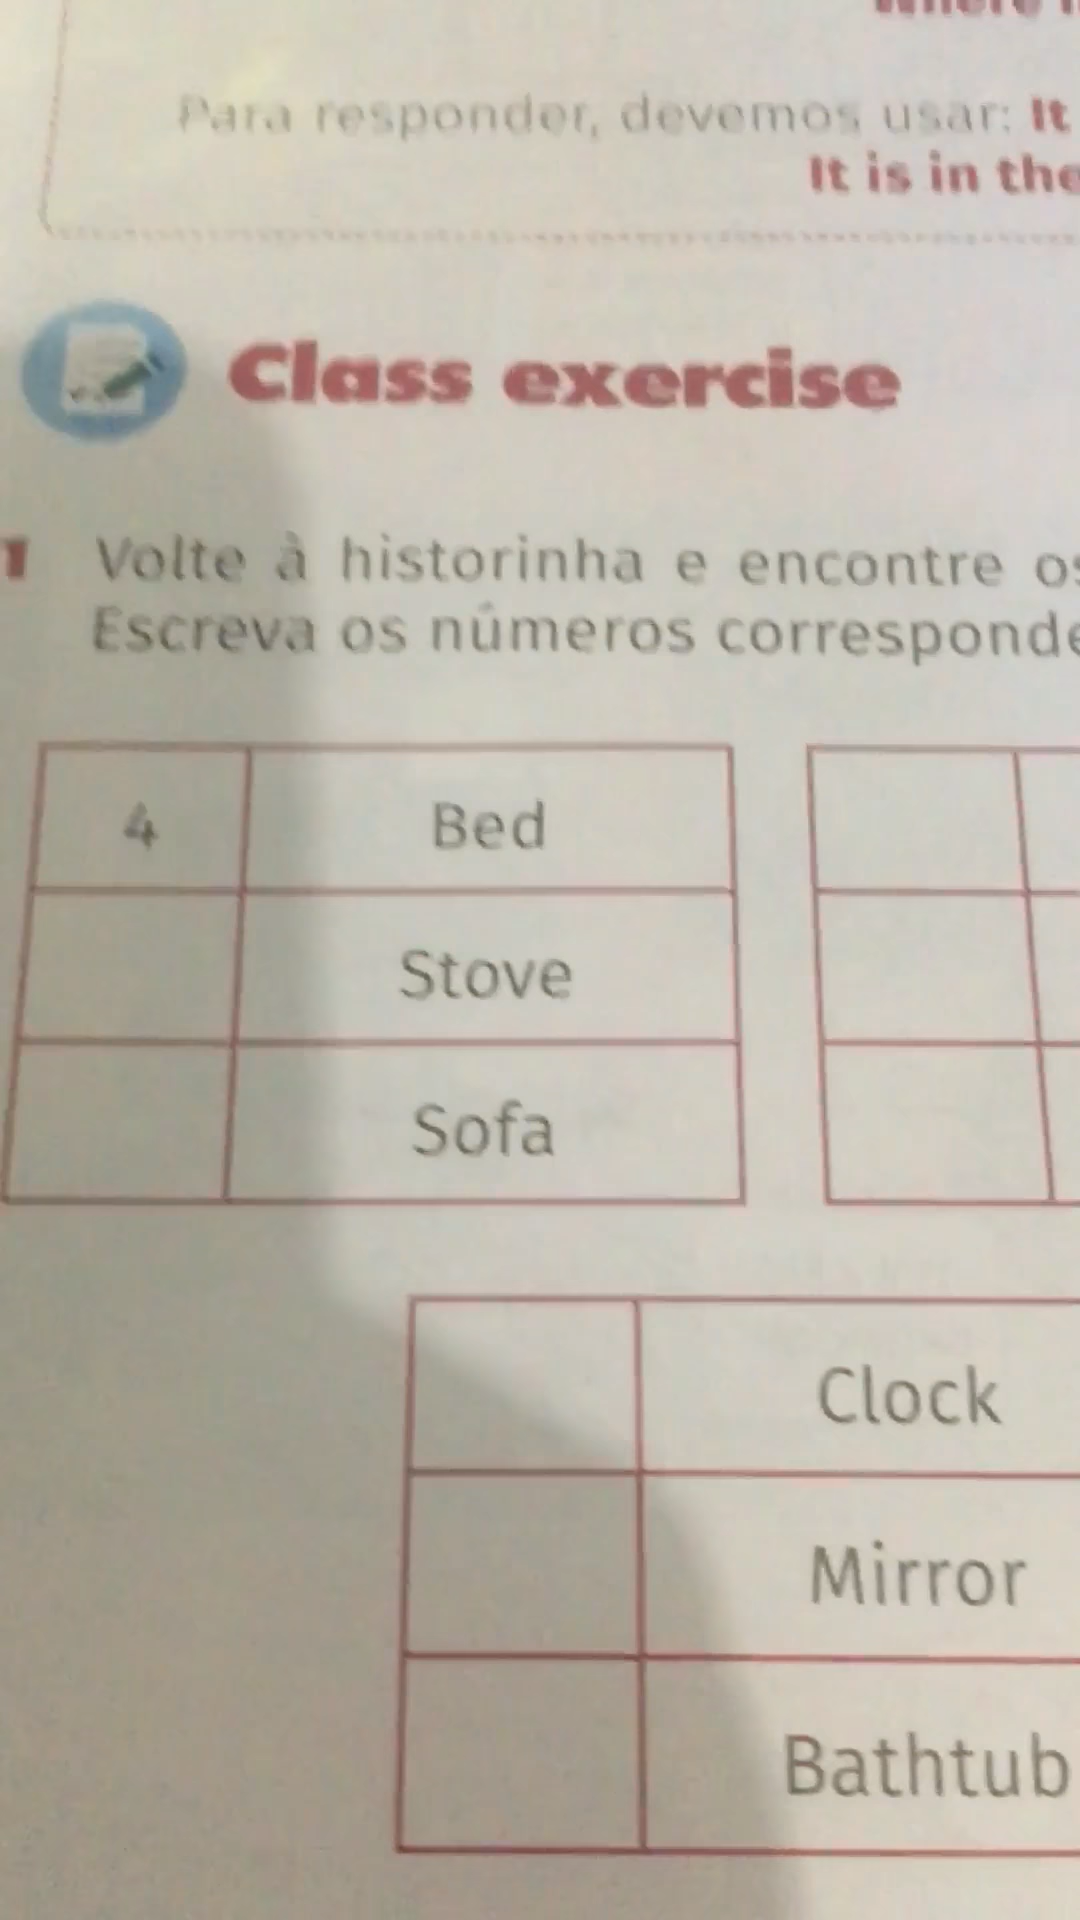 Para responder, devemos usar: It
It is in the
Class exercise
1 Volte à historinha e encontre os
Escreva os números corresponde
4 Bed
Stove
Sofa
Clock
Mirror
Bathtub